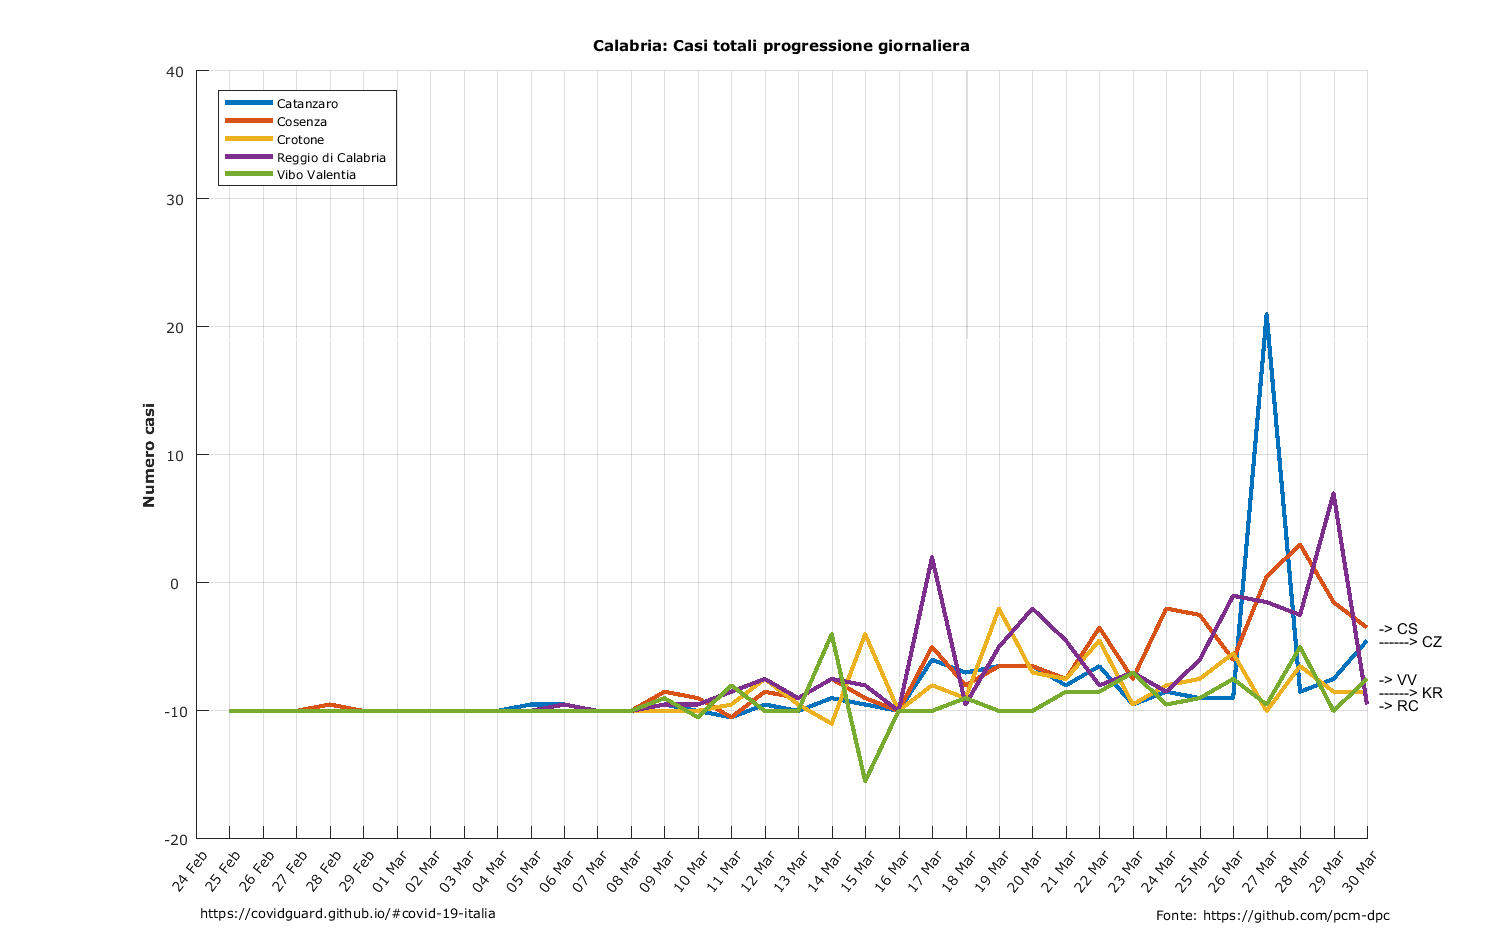 Calabria: Casi totali progressione giornaliera
40
30
20
10
0
-10
-20
Numero casi
Catanzaro
Cosenza
Crotone
Reggio di Calabria
Vibo Valentia
-> CS
------> CZ
-> VV
------> KR
-> RC
24 Feb
25 Feb
26 Feb
27 Feb
28 Feb
29 Feb
01 Mar
02 Mar
03 Mar
04 Mar
05 Mar
06 Mar
07 Mar
08 Mar
09 Mar
10 Mar
11 Mar
12 Mar
13 Mar
14 Mar
15 Mar
16 Mar
17 Mar
18 Mar
19 Mar
20 Mar
21 Mar
22 Mar
23 Mar
24 Mar
25 Mar
26 Mar
27 Mar
28 Mar
29 Mar
30 Mar
https://covidguard.github.io/#covid-19-italia
Fonte: https://github.com/pcm-dpc